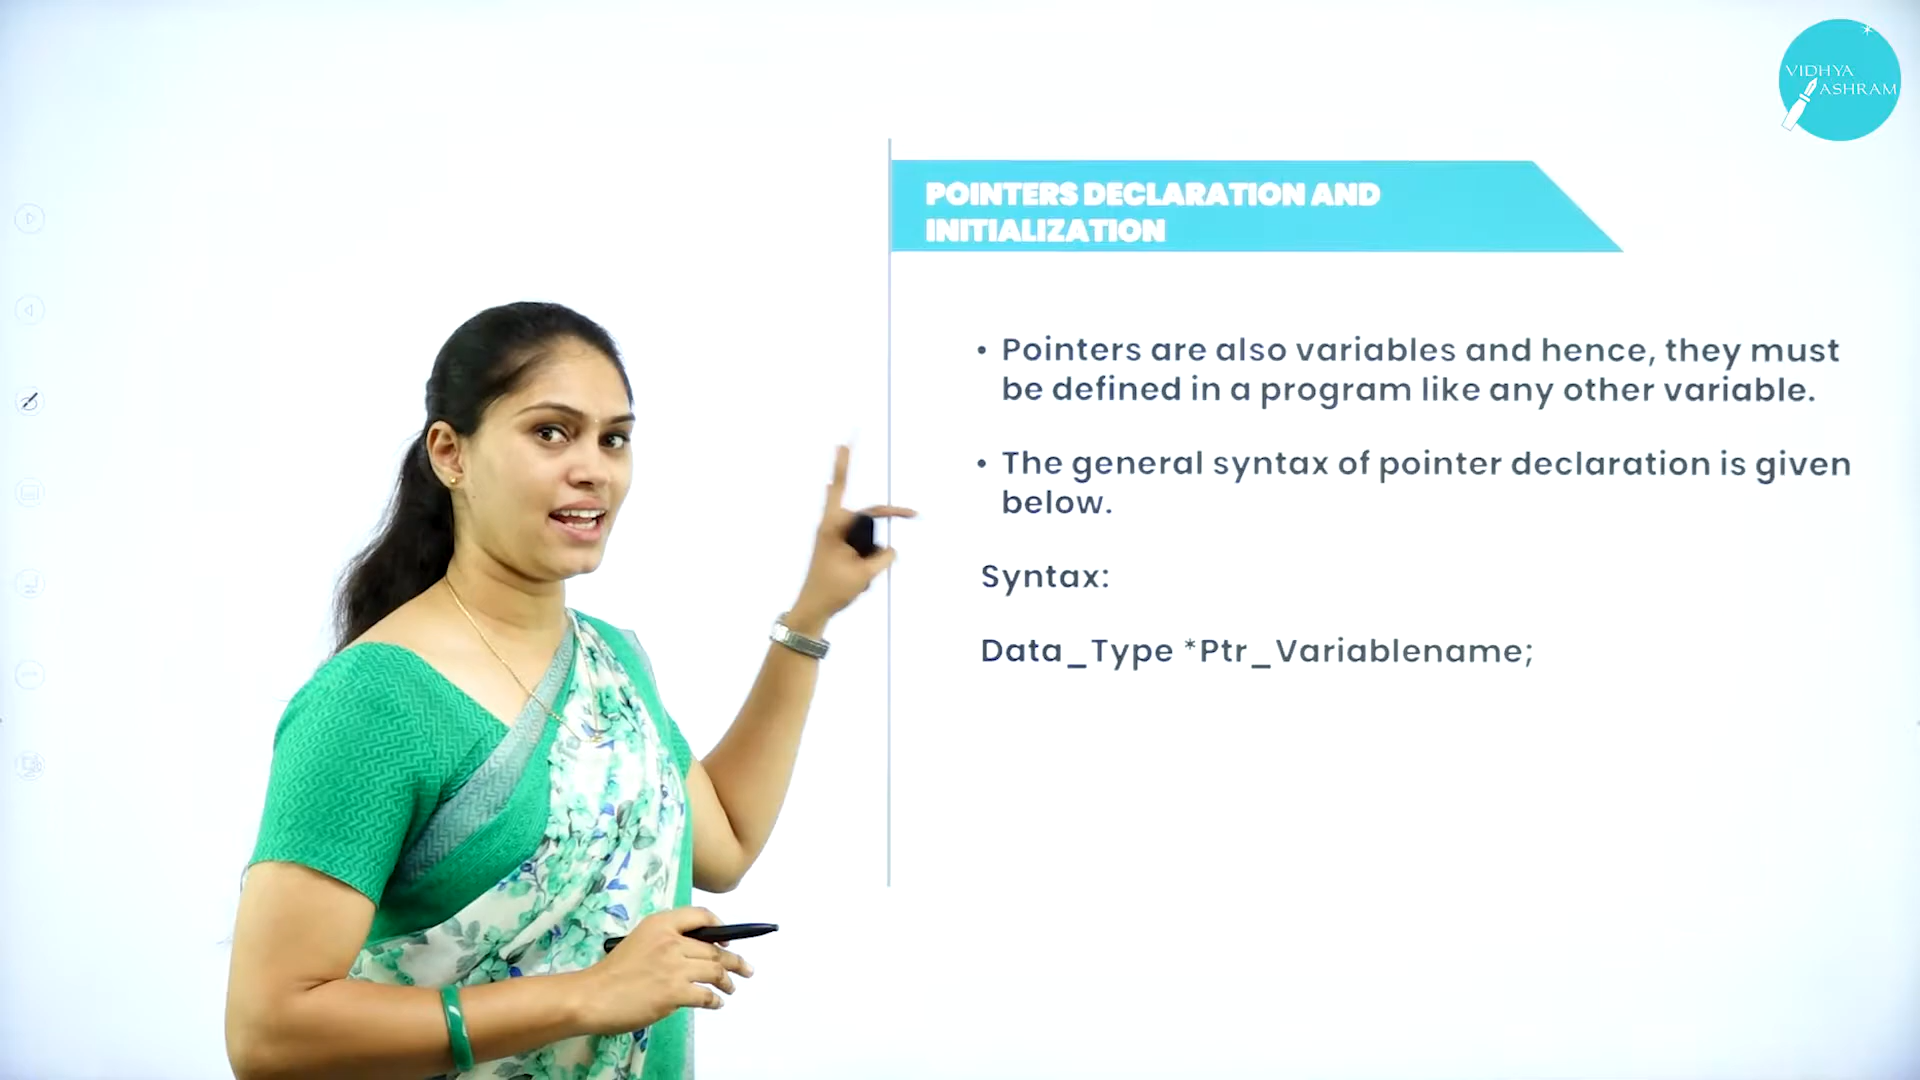 VIDHYA
ASHRAM
POINTERS DECLARATION AND
INITIALIZATION
• Pointers are also variables and hence, they must
be defined in a program like any other variable.
• The general syntax of pointer declaration is given
below.
Syntax:
Data_Type *Ptr_Variablename;